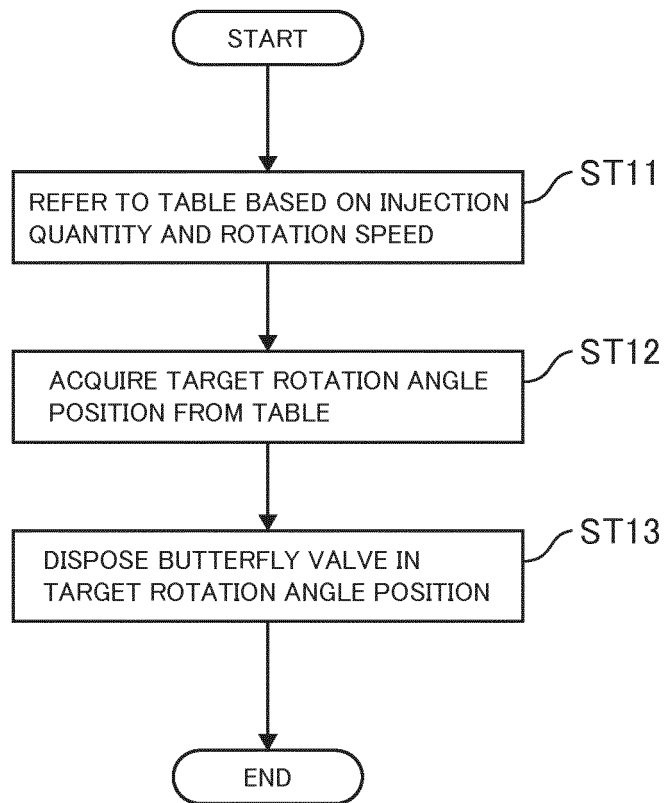 START
ST11
REFER TO TABLE BASED ON INJECTION
QUANTITY AND ROTATION SPEED
ST12
ACQUIRE TARGET ROTATION ANGLE
POSITION FROM TABLE
ST13
DISPOSE BUTTERFLY VALVE IN
TARGET ROTATION ANGLE POSITION
END